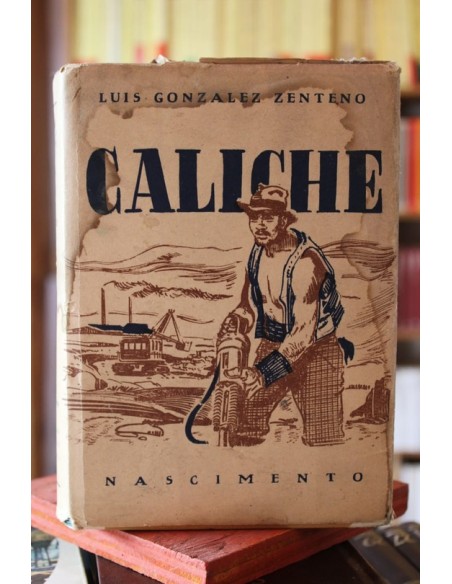 LUIS GONZALEZ ZENTENO
CALICHE
NASCIMENTO